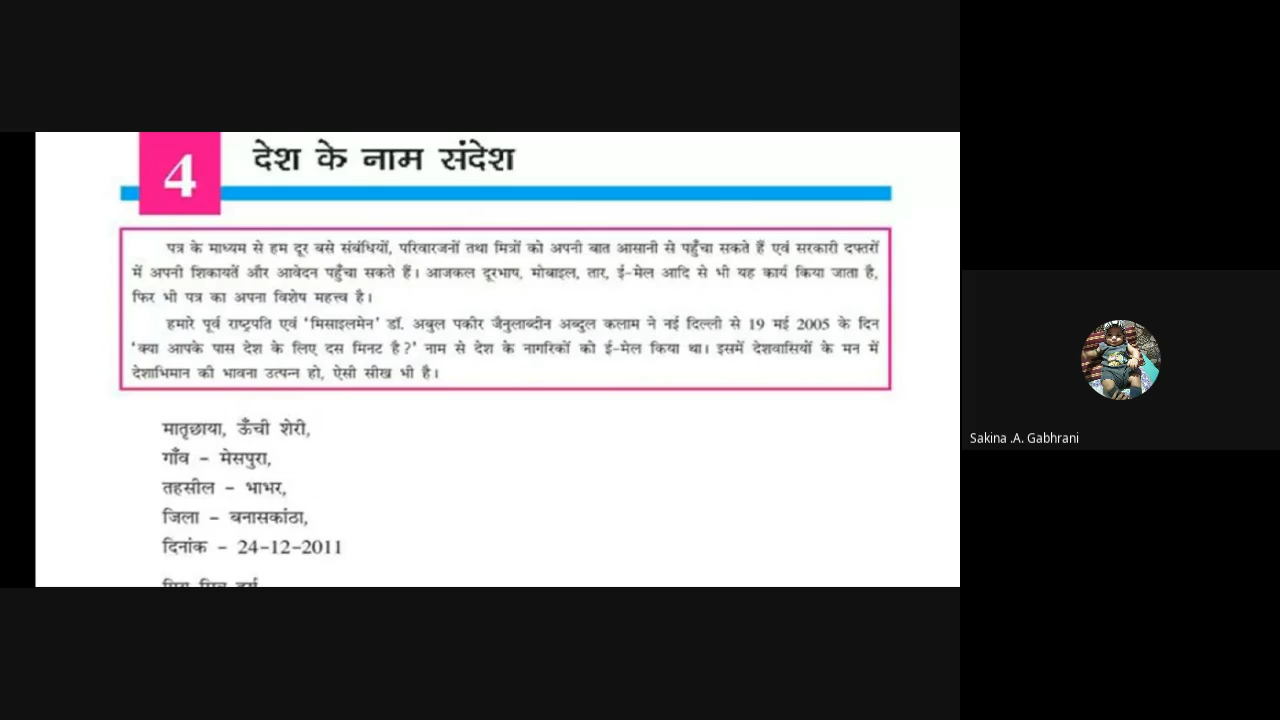 4
देश के नाम संदेश
पत्र के माध्यम से हम दूर बसे संबंधियों, परिवारजनों तथा मित्रों को अपनी बात आसानी से पहुँचा सकते हैं एवं सरकारी दफ्तरों
में अपनी शिकायतें और आवेदन पहुँचा सकते हैं। आजकल दूरभाष, मोबाइल, तार, ई-मेल आदि से भी यह कार्य किया जाता है,
फिर भी पत्र का अपना विशेष महत्त्व है।
हमारे पूर्व राष्ट्रपति एवं 'मिसाइलमेन' डॉ. अबुल पकीर जैनुलाब्दीन अब्दुल कलाम ने नई दिल्ली से 19 मई 2005 के दिन
'क्या आपके पास देश के लिए दस मिनट है?' नाम से देश के नागरिकों को ई-मेल किया था। इसमें देशवासियों के मन में
देशाभिमान की भावना उत्पन्न हो, ऐसी सीख भी है।
मातृछाया, ऊँची शेरी,
गाँव - मेसपुरा,
तहसील - भाभर,
जिला - बनासकांठा,
दिनांक - 24-12-2011
Sakina .A. Gabhrani